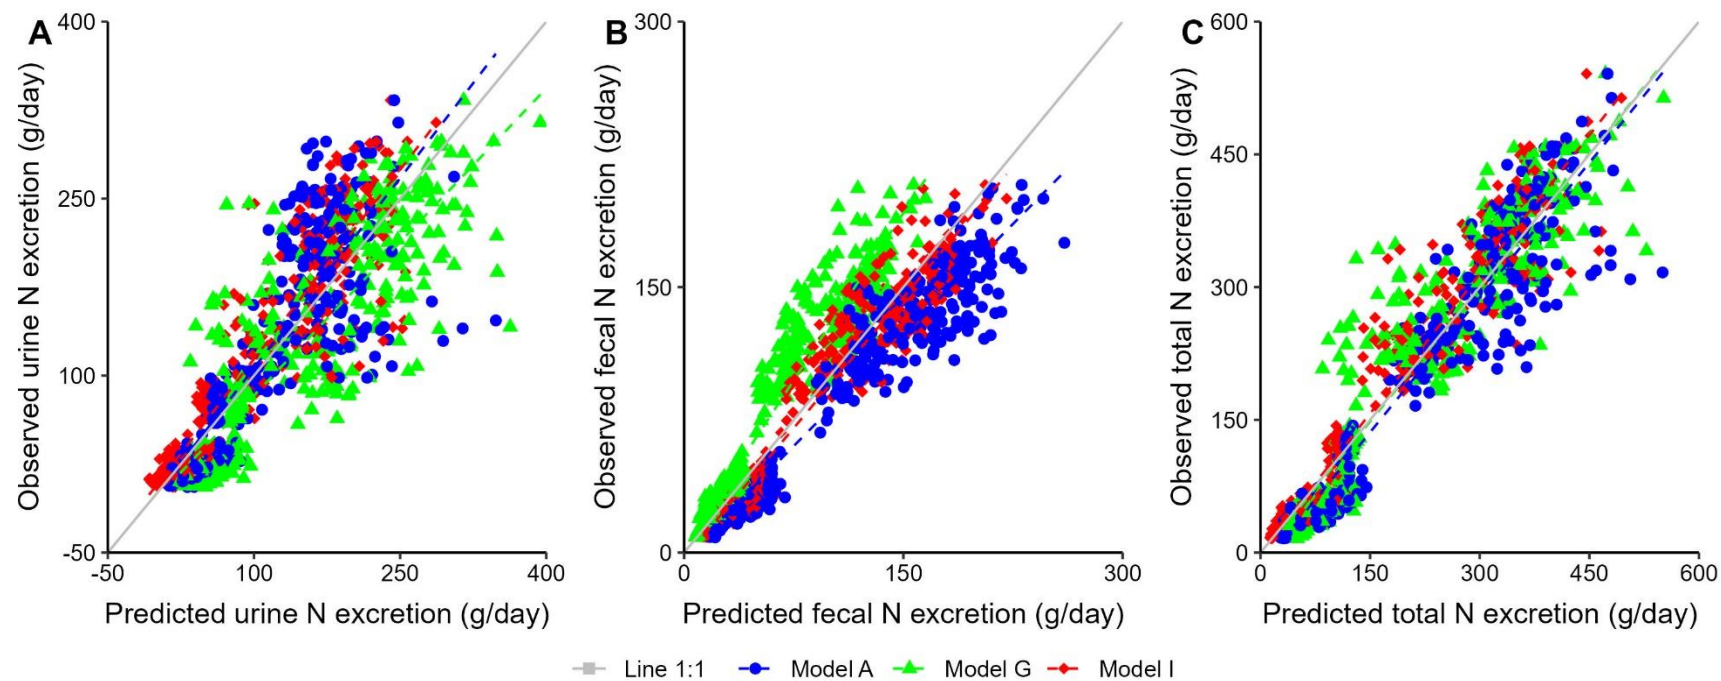 A
Observed urine N excretion (g/day)
400
250
100
-50
-50 100 250 400
Predicted urine N excretion (g/day)
B
Observed fecal N excretion (g/day)
300
150
0
0 150 300
Predicted fecal N excretion (g/day)
C
Observed total N excretion (g/day)
600
450
300
150
0
0 150 300 450 600
Predicted total N excretion (g/day)
Line 1:1 Model A Model G Model I